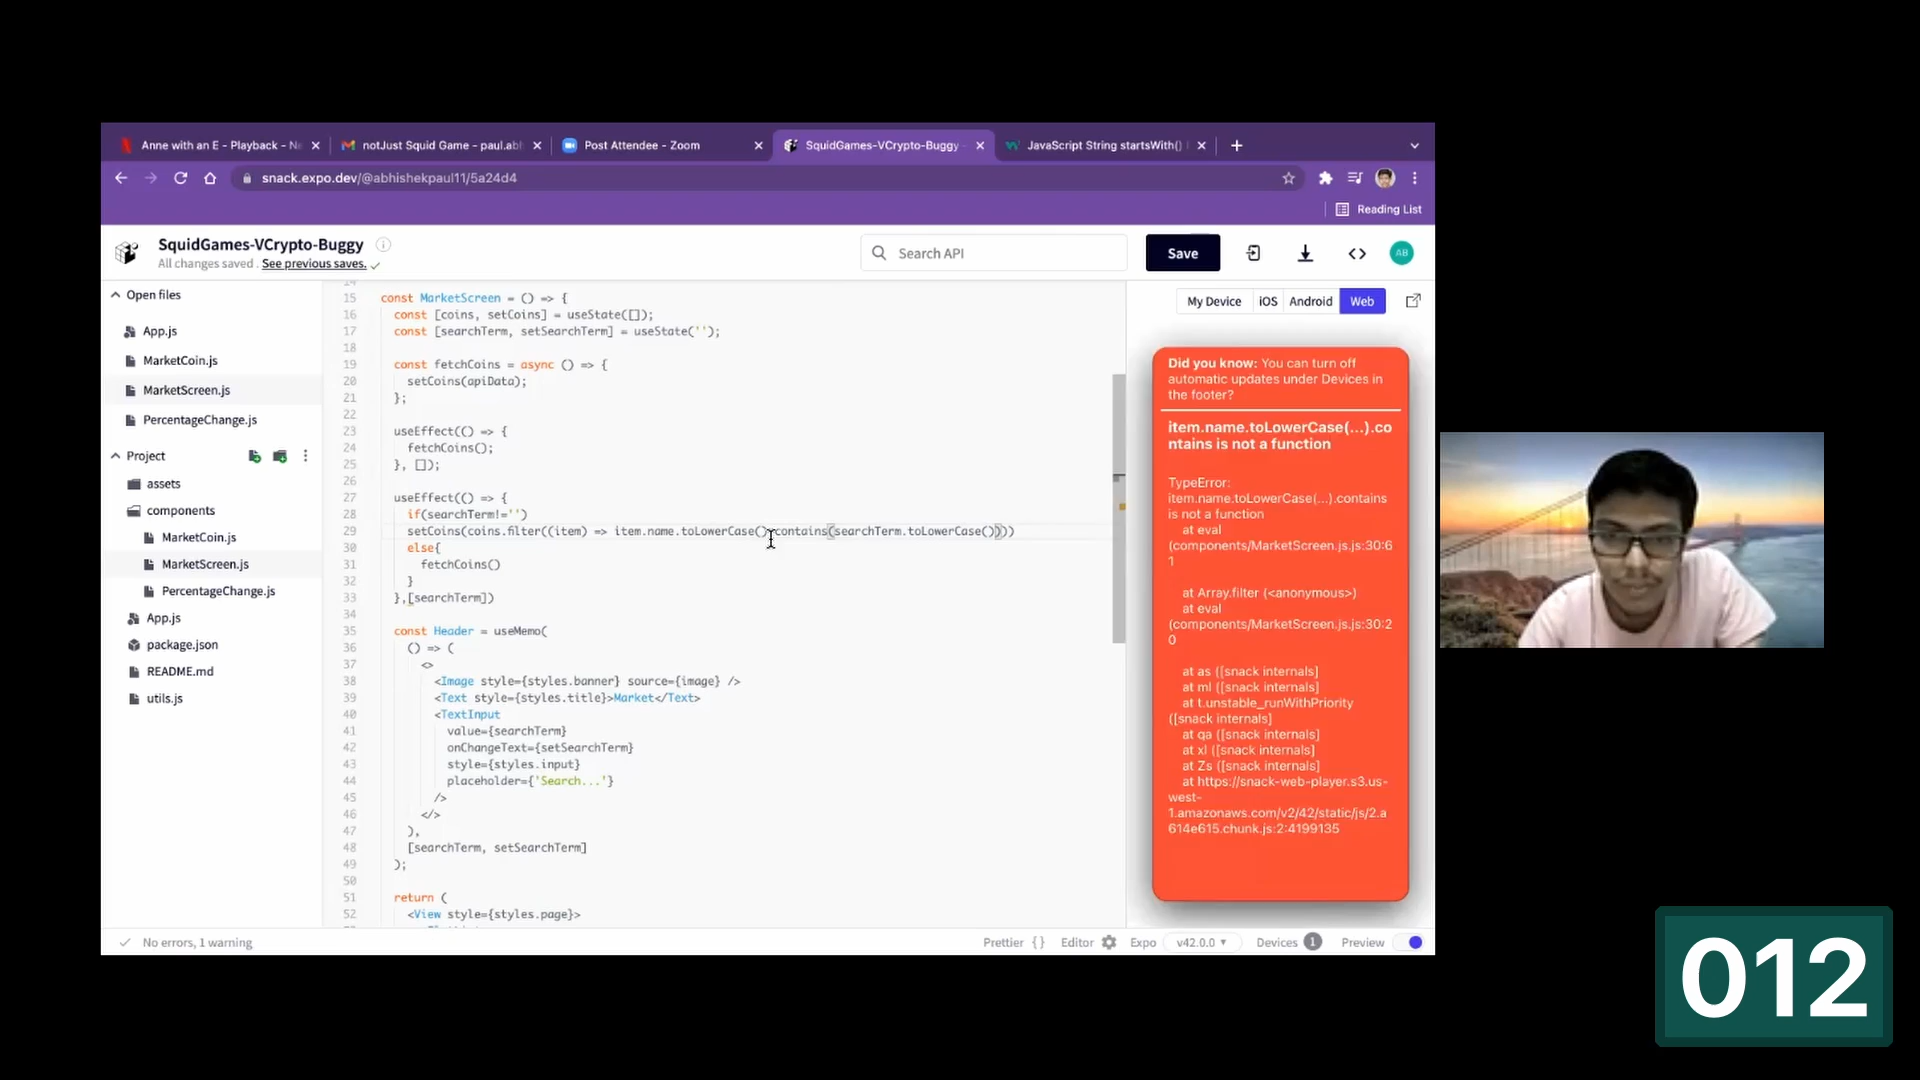 Anne with an E - Playback - Ne
notJust Squid Game - paul.abh
Post Attendee - Zoom
SquidGames-VCrypto-Buggy
JavaScript String startsWith()
snack.expo.dev/@abhishekpaul11/5a24d4
Reading List
SquidGames-VCrypto-Buggy
All changes saved. See previous saves.
Search API
Save
AB
Open files
App.js
MarketCoin.js
MarketScreen.js
PercentageChange.js
Project
assets
components
MarketCoin.js
MarketScreen.js
PercentageChange.js
App.js
package.json
README.md
utils.js
14
15 const MarketScreen = () => {
16 const [coins, setCoins] = useState([]);
17 const [searchTerm, setSearchTerm] = useState('');
18
19 const fetchCoins = async () => {
20 setCoins(apiData);
21 };
22
23 useEffect(() => {
24 fetchCoins();
25 }, []);
26
27 useEffect(() => {
28 if(searchTerm!='')
29 setCoins(coins.filter((item) => item.name.toLowerCase().contains(searchTerm.toLowerCase())))
30 else{
31 fetchCoins()
32 }
33 },[searchTerm])
34
35 const Header = useMemo(
36 () => (
37 <>
38 <Image style={styles.banner} source={image} />
39 <Text style={styles.title}>Market</Text>
40 <TextInput
41 value={searchTerm}
42 onChangeText={setSearchTerm}
43 style={styles.input}
44 placeholder={'Search...'}
45 />
46 </>
47 ),
48 [searchTerm, setSearchTerm]
49 );
50
51 return (
52 <View style={styles.page}>
My Device
iOS
Android
Web
Did you know: You can turn off
automatic updates under Devices in
the footer?
item.name.toLowerCase(...).co
ntains is not a function
TypeError:
item.name.toLowerCase(...).contains
is not a function
at eval
(components/MarketScreen.js.js:30:6
1
at Array.filter (<anonymous>)
at eval
(components/MarketScreen.js.js:30:2
0
at as ([snack internals]
at ml ([snack internals]
at t.unstable_runWithPriority
([snack internals]
at qa ([snack internals]
at xl ([snack internals]
at Zs ([snack internals]
at https://snack-web-player.s3.us-
west-
1.amazonaws.com/v2/42/static/js/2.a
614e615.chunk.js:2:4199135
No errors, 1 warning
Prettier {}
Editor
Expo
v42.0.0
Devices 1
Preview
012